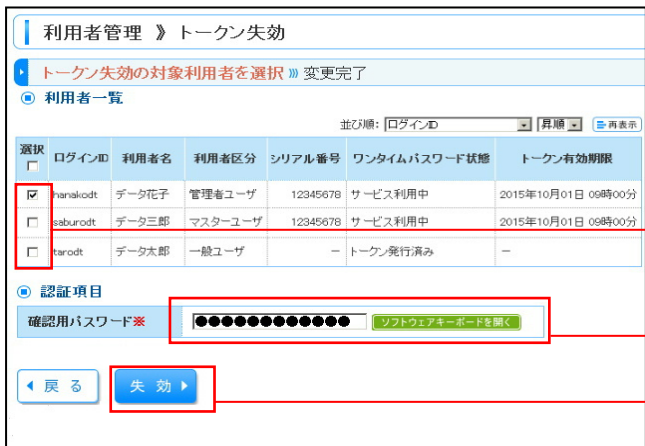 利用者管理 》 トークン失効
トークン失効の対象利用者を選択 》 変更完了
利用者一覧
並び順: ログインID 昇順 再表示
選択 ログインID 利用者名 利用者区分 シリアル番号 ワンタイムパスワード状態 トークン有効期限
hanakodt データ花子 管理者ユーザ 12345678 サービス利用中 2015年10月01日 09時00分
saburodt データ三郎 マスターユーザ 12345678 サービス利用中 2015年10月01日 09時00分
tarodt データ太郎 一般ユーザ − トークン発行済み −
認証項目
確認用パスワード※ ●●●●●●●●●●●● ソフトウェアキーボードを開く
戻る 失効